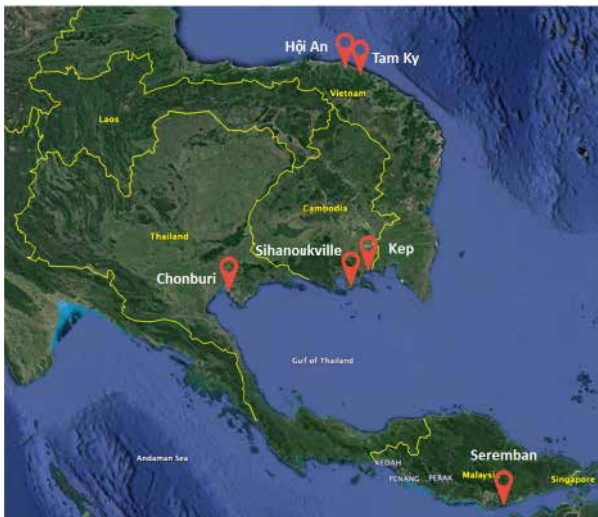 Hội An
Tam Ky
Vietnam
Laos
Cambodia
Thailand
Sihanoukville
Kep
Chonburi
Gulf of Thailand
Andaman Sea
Seremban
KEDAH
PENANG
PERAK
Malaysi
Singapore